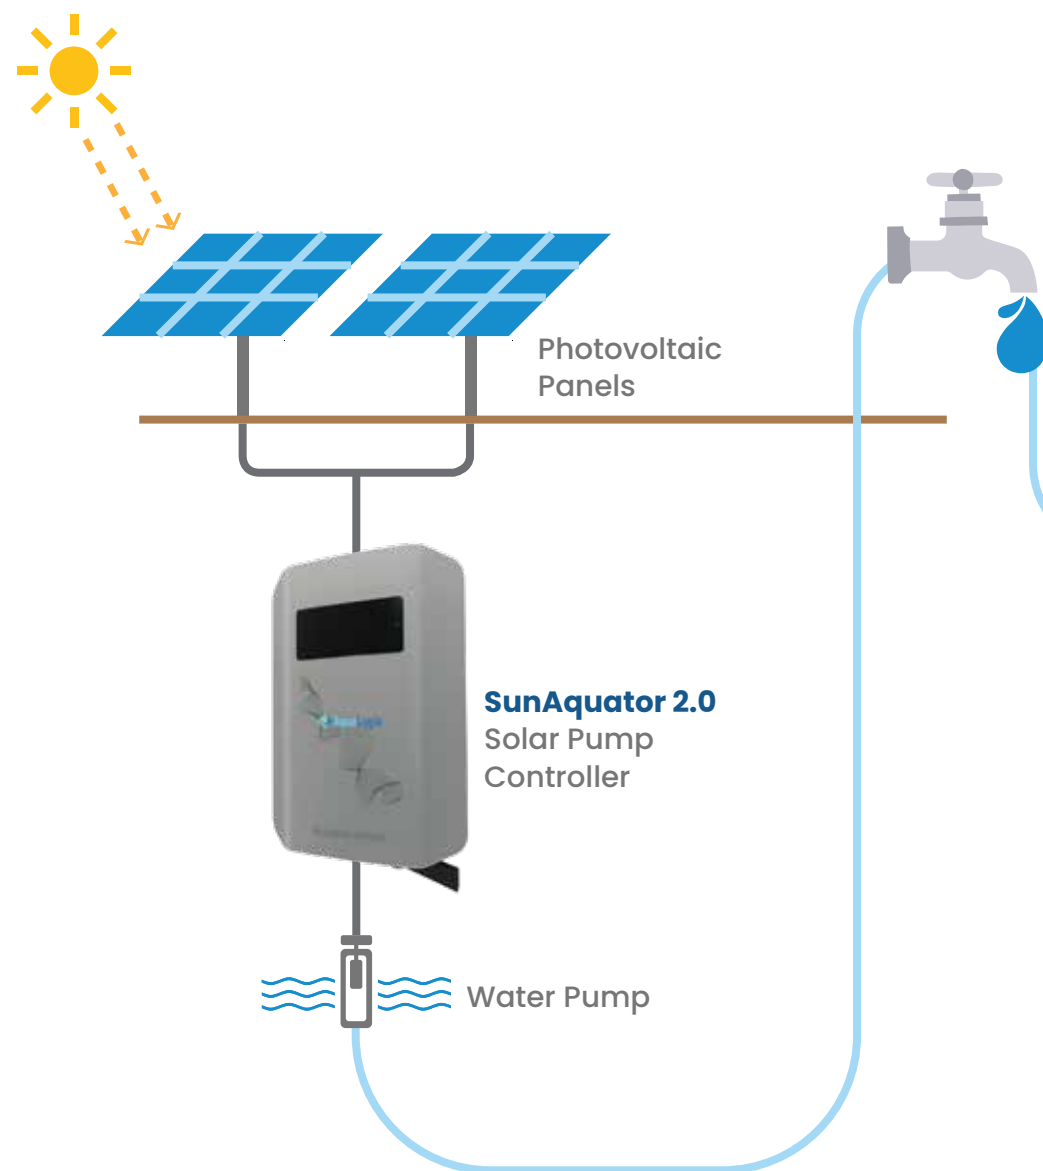 Photovoltaic
Panels
SunAquator 2.0
Solar Pump
Controller
Water Pump